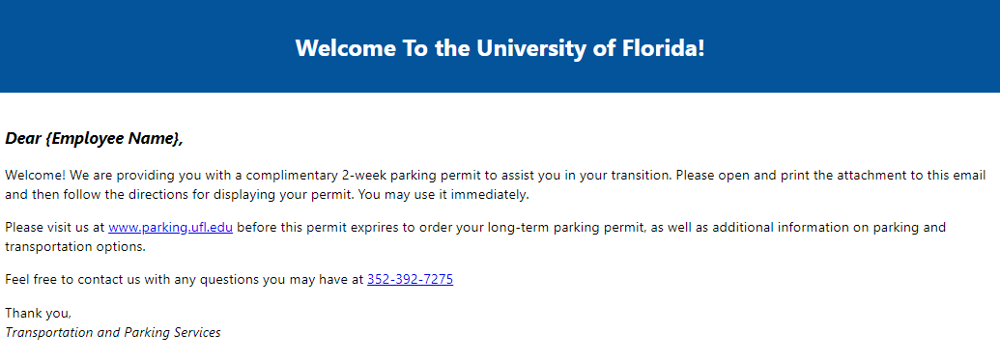 Welcome To the University of Florida!
Dear {Employee Name},
Welcome! We are providing you with a complimentary 2-week parking permit to assist you in your transition. Please open and print the attachment to this email
and then follow the directions for displaying your permit. You may use it immediately.
Please visit us at www.parking.ufl.edu before this permit exprires to order your long-term parking permit, as well as additional information on parking and
transportation options.
Feel free to contact us with any questions you may have at 352-392-7275
Thank you,
Transportation and Parking Services